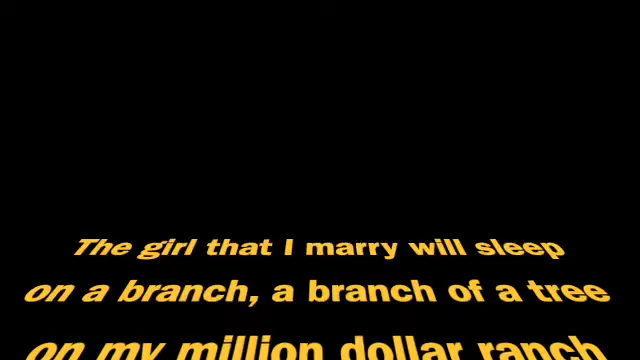 The girl that I marry will sleep
on a branch, a branch of a tree
on my million dollar ranch